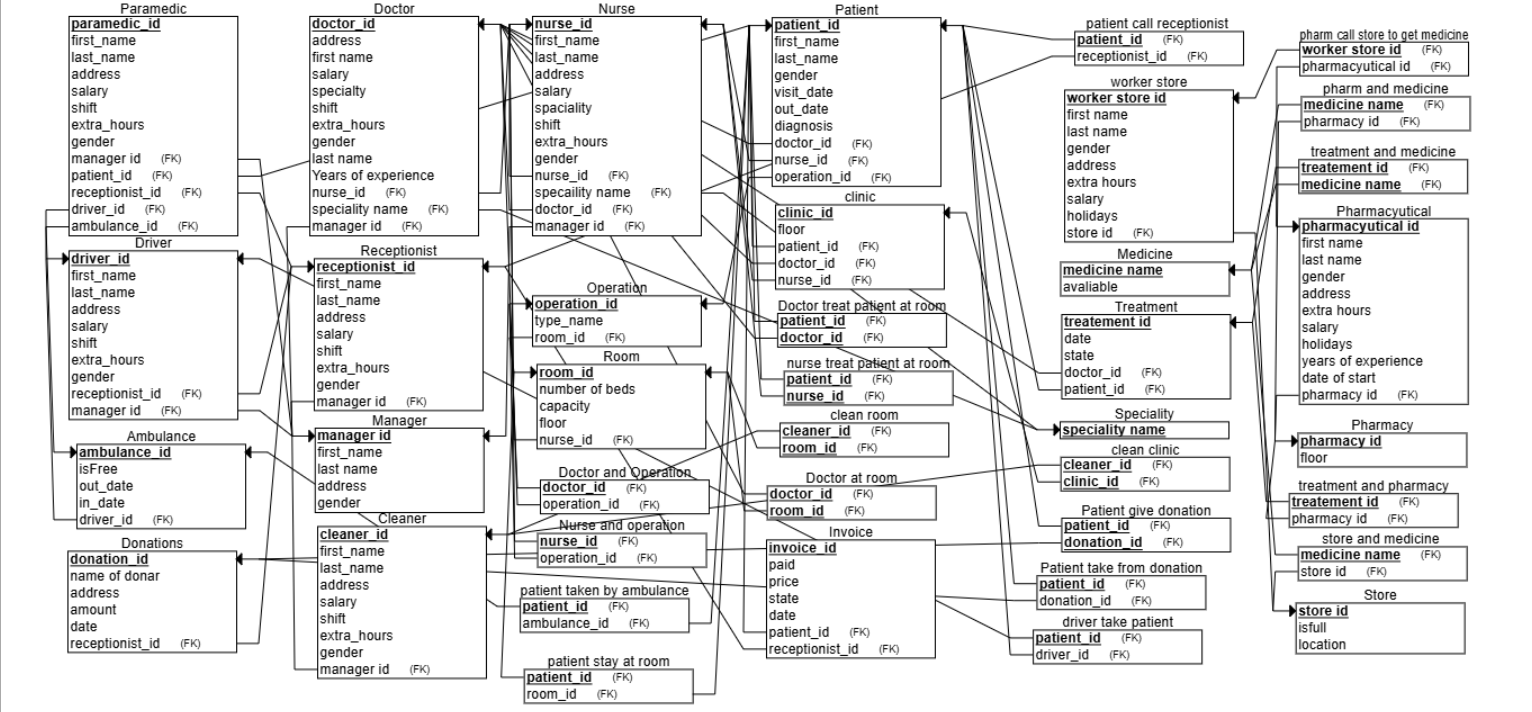 Paramedic
paramedic_id
first_name
last_name
address
salary
shift
extra_hours
gender
manager id (FK)
patient_id (FK)
receptionist_id (FK)
driver_id (FK)
ambulance_id (FK)
Driver
driver_id
first_name
last_name
address
salary
shift
extra_hours
gender
receptionist_id (FK)
manager id (FK)
Ambulance
ambulance_id
isFree
out_date
in_date
driver_id (FK)
Donations
donation_id
name of donar
address
amount
date
receptionist_id (FK)
Doctor
doctor_id
address
first name
salary
specialty
shift
extra_hours
gender
last name
Years of experience
nurse_id (FK)
speciality name (FK)
manager id (FK)
Receptionist
receptionist_id
first_name
last_name
address
salary
shift
extra_hours
gender
manager id (FK)
Manager
manager id
first_name
last name
address
gender
Cleaner
cleaner_id
first_name
last_name
address
salary
shift
extra_hours
gender
manager id (FK)
Nurse
nurse_id
first_name
last_name
address
salary
spaciality
shift
extra_hours
gender
nurse_id (FK)
specaility name (FK)
doctor_id (FK)
manager id (FK)
Operation
operation_id
type_name
room_id (FK)
Room
room_id
number of beds
capacity
floor
nurse_id (FK)
Doctor and Operation
doctor_id (FK)
operation_id (FK)
Nurse and operation
nurse_id (FK)
operation_id (FK)
patient taken by ambulance
patient_id (FK)
ambulance_id (FK)
patient stay at room
patient_id (FK)
room_id (FK)
Patient
patient_id
first_name
last_name
gender
visit_date
out_date
diagnosis
doctor_id (FK)
nurse_id (FK)
operation_id (FK)
clinic
clinic_id
floor
patient_id (FK)
doctor_id (FK)
nurse_id (FK)
Doctor treat patient at room
patient_id (FK)
doctor_id (FK)
nurse treat patient at room
patient_id (FK)
nurse_id (FK)
clean room
cleaner_id (FK)
room_id (FK)
Doctor at room
doctor_id (FK)
room_id (FK)
Invoice
invoice_id
paid
price
state
date
patient_id (FK)
receptionist_id (FK)
patient call receptionist
patient_id (FK)
receptionist_id (FK)
worker store
worker store id
first name
last name
gender
address
extra hours
salary
holidays
store id (FK)
Medicine
medicine name
avaliable
Treatment
treatement id
date
state
doctor_id (FK)
patient_id (FK)
Speciality
speciality name
clean clinic
cleaner_id (FK)
clinic_id (FK)
Patient give donation
patient_id (FK)
donation_id (FK)
Patient take from donation
patient_id (FK)
donation_id (FK)
driver take patient
patient_id (FK)
driver_id (FK)
pharm call store to get medicine
worker store id (FK)
pharmacyutical id (FK)
pharm and medicine
medicine name (FK)
pharmacy id (FK)
treatment and medicine
treatement id (FK)
medicine name (FK)
Pharmacyutical
pharmacyutical id
first name
last name
gender
address
extra hours
salary
holidays
years of experience
date of start
pharmacy id (FK)
Pharmacy
pharmacy id
floor
treatment and pharmacy
treatement id (FK)
pharmacy id (FK)
store and medicine
medicine name (FK)
store id (FK)
Store
store id
isfull
location